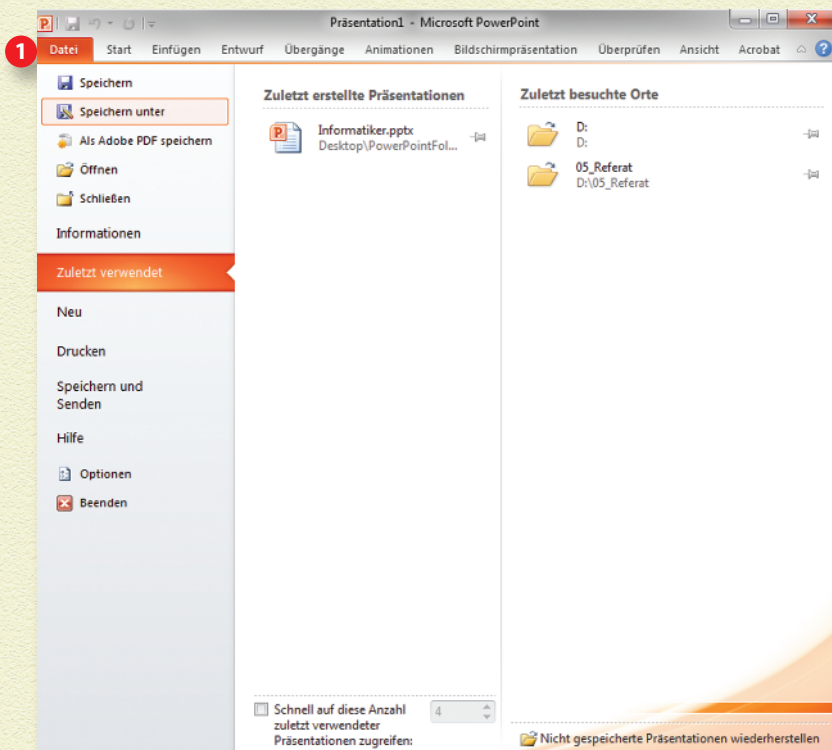 Präsentation1 - Microsoft PowerPoint
1
Datei Start Einfügen Entwurf Übergänge Animationen Bildschirmpräsentation Überprüfen Ansicht Acrobat
Speichern
Speichern unter
Als Adobe PDF speichern
Öffnen
Schließen
Informationen
Zuletzt verwendet
Neu
Drucken
Speichern und
Senden
Hilfe
Optionen
Beenden
Zuletzt erstellte Präsentationen
Informatiker.pptx
Desktop\PowerPointFol...
Schnell auf diese Anzahl 4
zuletzt verwendeter
Präsentationen zugreifen:
Zuletzt besuchte Orte
D:
D:
05_Referat
D:\05_Referat
Nicht gespeicherte Präsentationen wiederherstellen